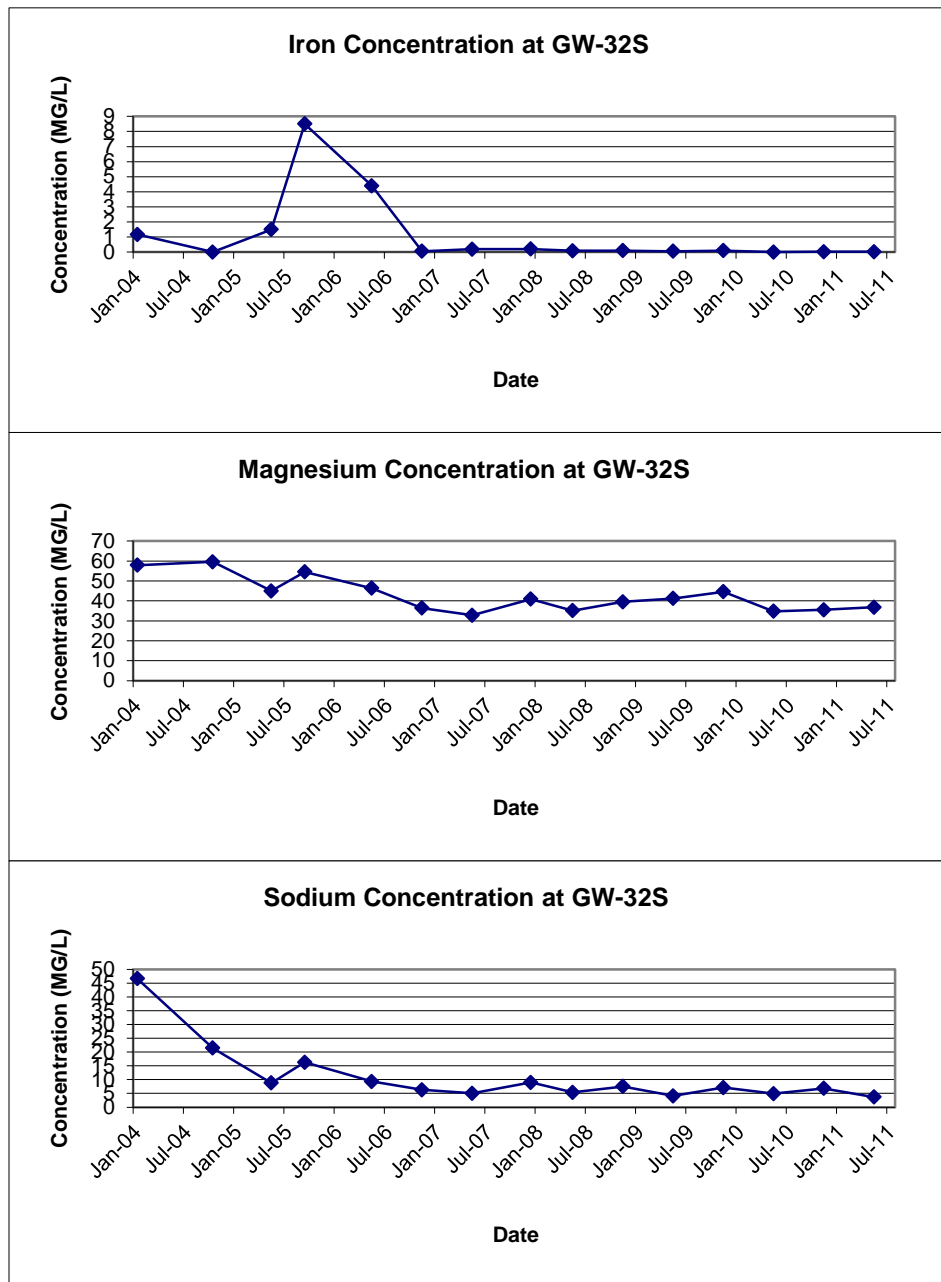 Iron Concentration at GW-32S
Concentration (MG/L)
9
8
7
6
5
4
3
2
1
0
Jan-04 Jul-04 Jan-05 Jul-05 Jan-06 Jul-06 Jan-07 Jul-07 Jan-08 Jul-08 Jan-09 Jul-09 Jan-10 Jul-10 Jan-11 Jul-11
Date
Magnesium Concentration at GW-32S
Concentration (MG/L)
70
60
50
40
30
20
10
0
Jan-04 Jul-04 Jan-05 Jul-05 Jan-06 Jul-06 Jan-07 Jul-07 Jan-08 Jul-08 Jan-09 Jul-09 Jan-10 Jul-10 Jan-11 Jul-11
Date
Sodium Concentration at GW-32S
Concentration (MG/L)
50
45
40
35
30
25
20
15
10
5
0
Jan-04 Jul-04 Jan-05 Jul-05 Jan-06 Jul-06 Jan-07 Jul-07 Jan-08 Jul-08 Jan-09 Jul-09 Jan-10 Jul-10 Jan-11 Jul-11
Date